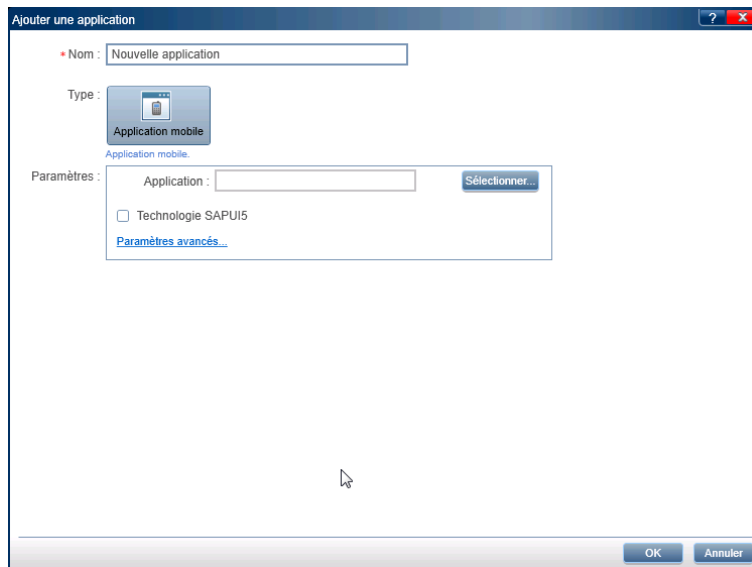 Ajouter une application
?
X
* Nom : Nouvelle application
Type :
Application mobile
Application mobile.
Paramètres :
Application :
Sélectionner...
Technologie SAPUI5
Paramètres avancés...
OK
Annuler